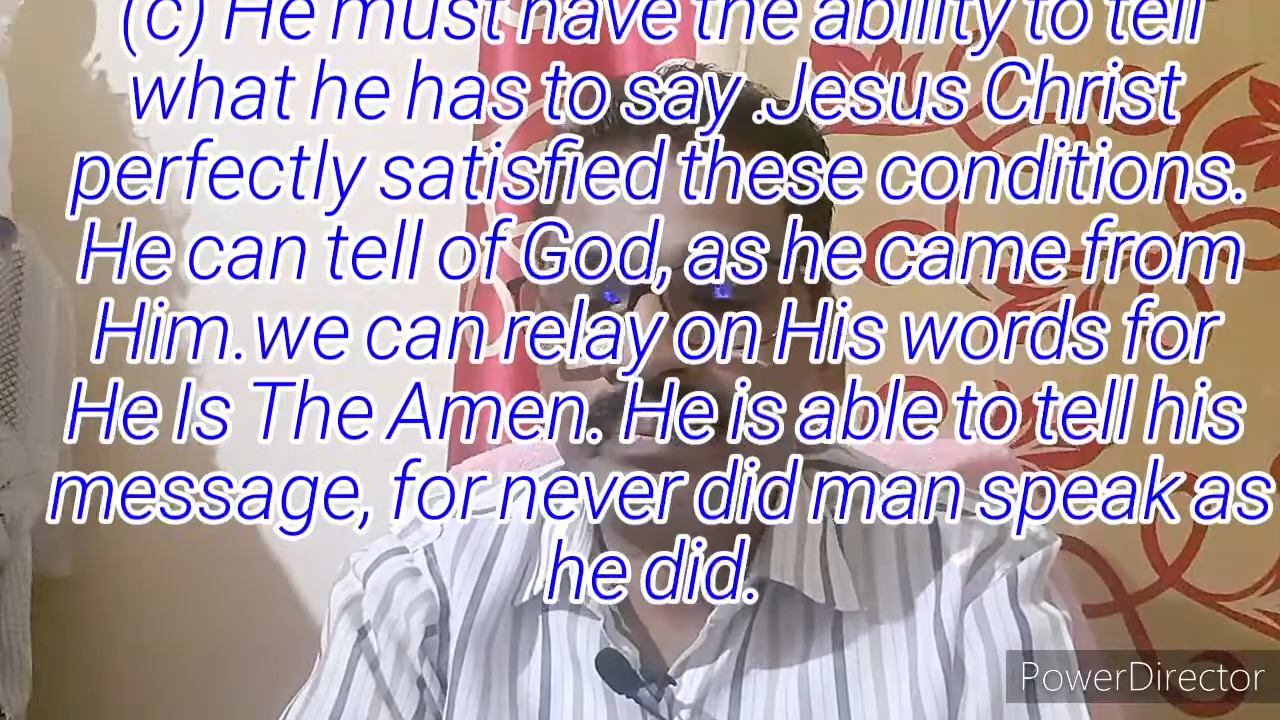 (c) He must have the ability to tell
what he has to say .Jesus Christ
perfectly satisfied these conditions.
He can tell of God, as he came from
Him.we can relay on His words for
He Is The Amen. He is able to tell his
message, for never did man speak as
he did.
PowerDirector